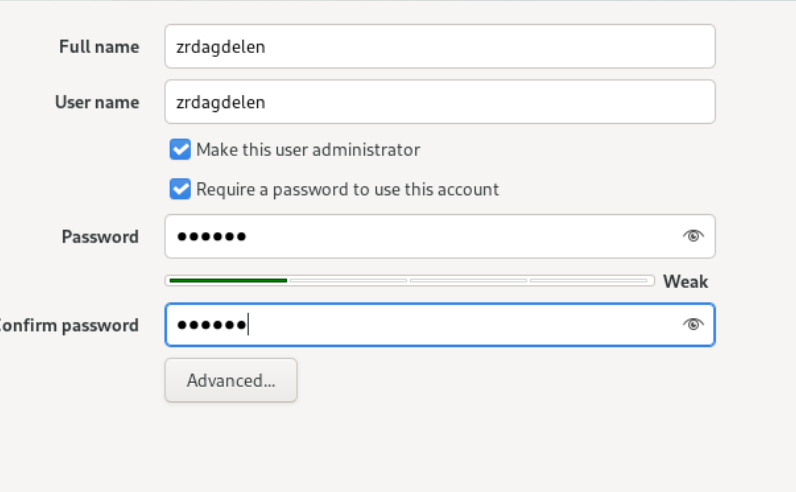 Full name zrdagdelen
User name zrdagdelen
Make this user administrator
Require a password to use this account
Password ●●●●●●
Weak
onfirm password ●●●●●●
Advanced...